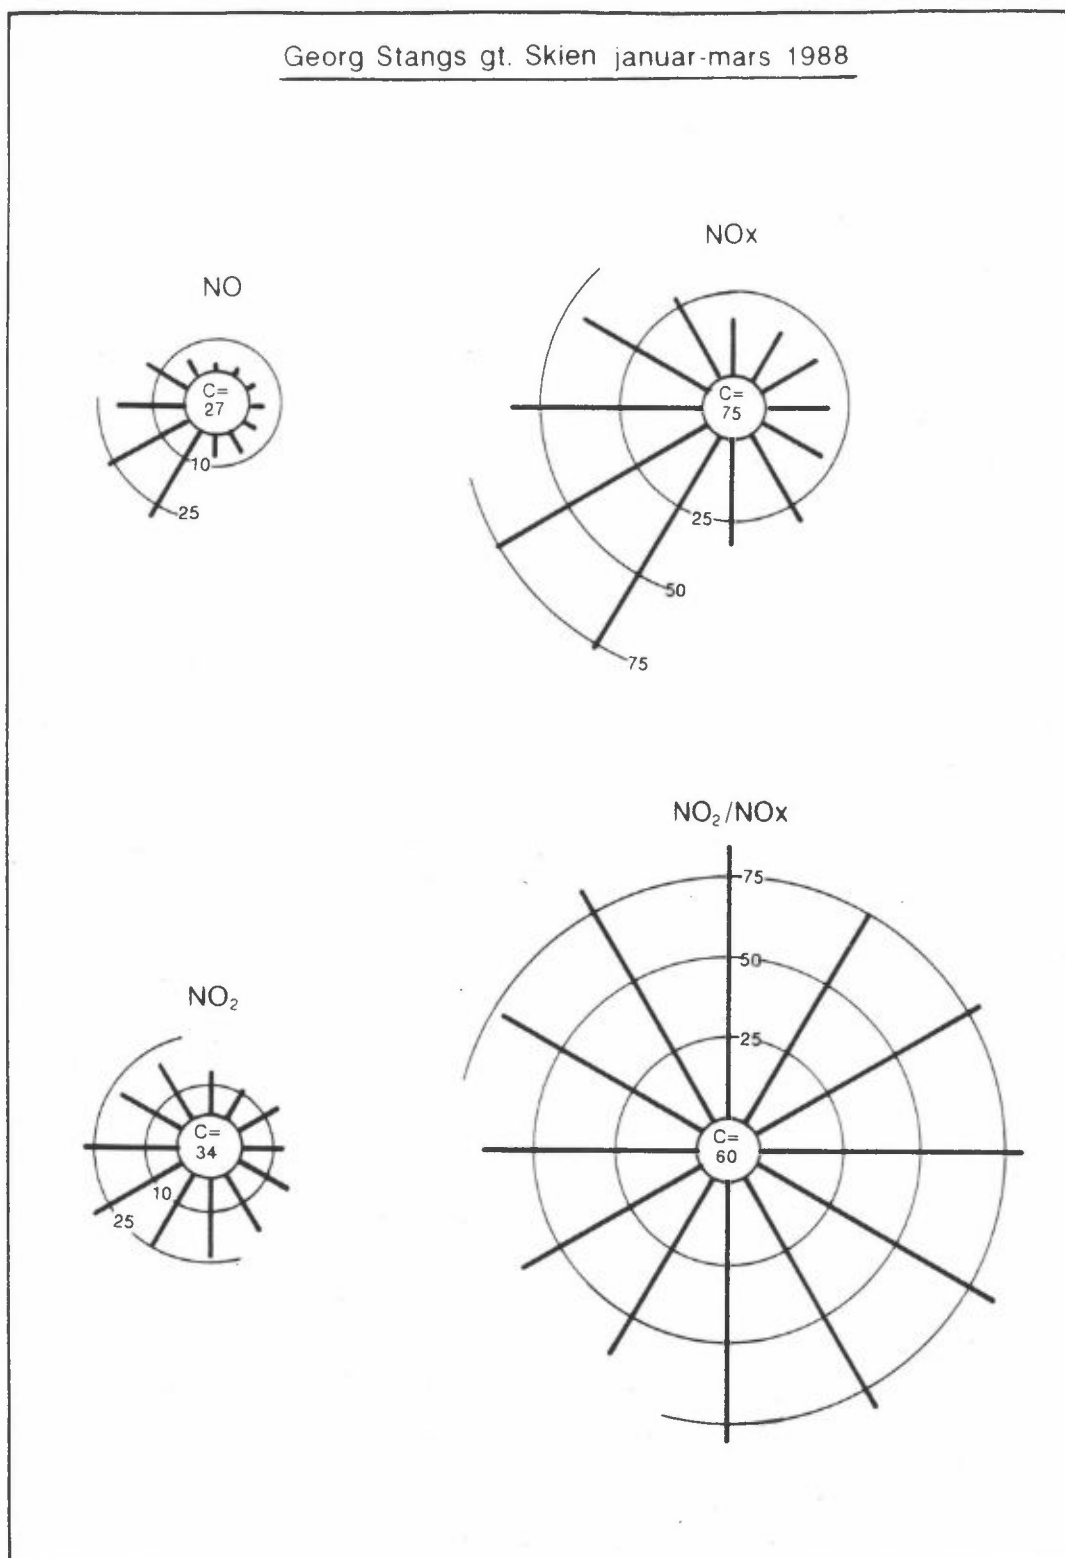 Georg Stangs gt. Skien januar-mars 1988
NO
C=
27
10
25
NOx
C=
75
25
50
75
NO₂
C=
34
10
25
NO₂/NOx
75
50
25
C=
60